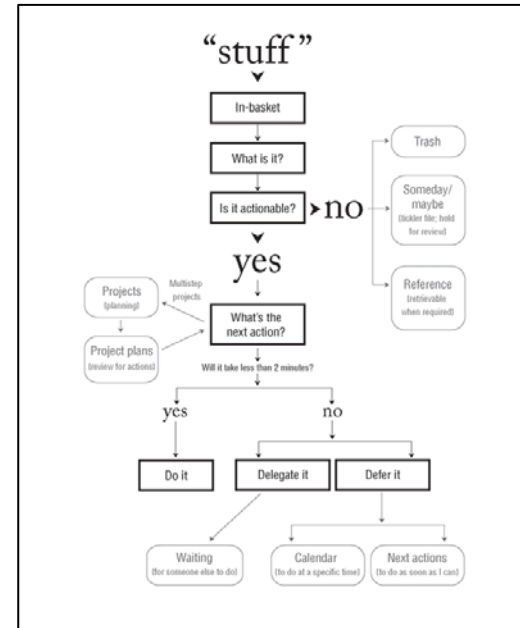 “stuff”
In-basket
What is it?
Is it actionable?
no
Trash
Someday/
maybe
(tickler file; hold
for review)
Reference
(retrievable
when required)
yes
Multistep
projects
Projects
(planning)
Project plans
(review for actions)
What's the
next action?
Will it take less than 2 minutes?
yes
no
Do it
Delegate it
Defer it
Waiting
(for someone else to do)
Calendar
(to do at a specific time)
Next actions
(to do as soon as I can)